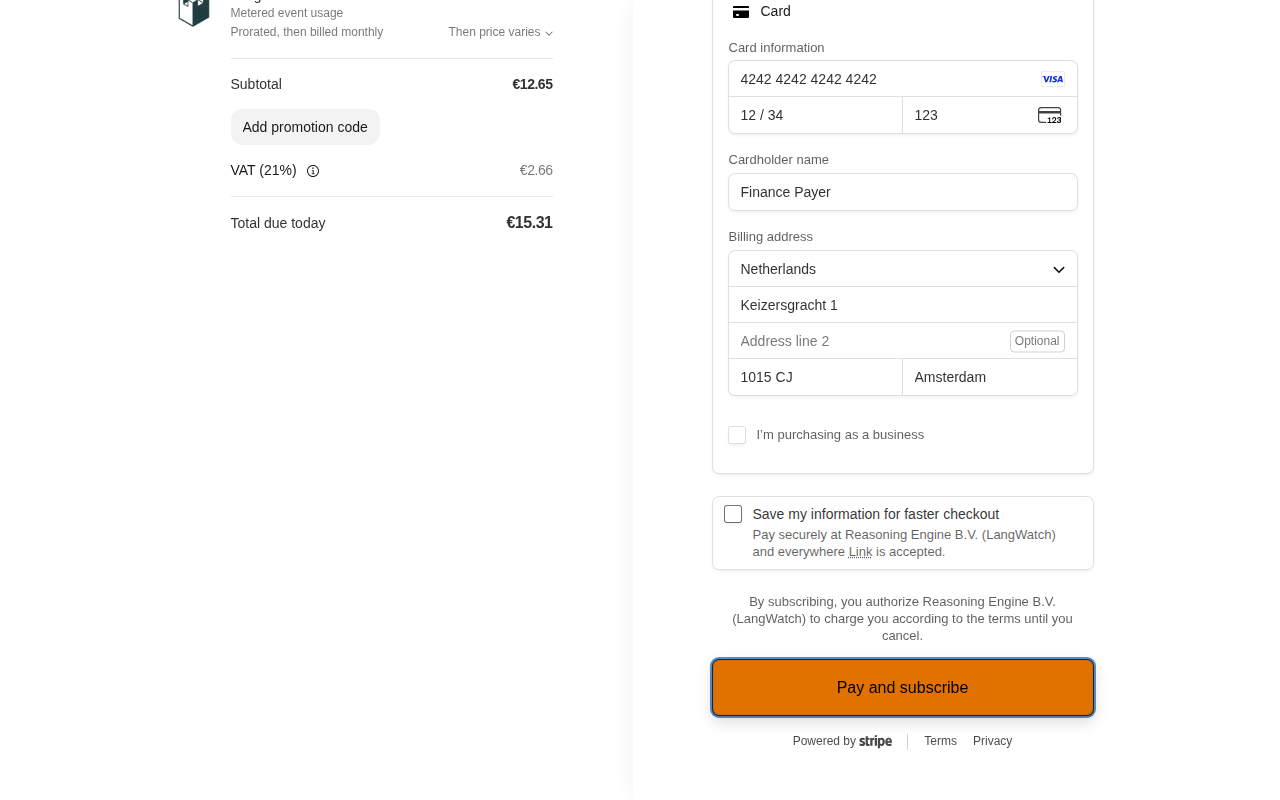 Metered event usage
Prorated, then billed monthly
Then price varies
Subtotal
€12.65
Add promotion code
VAT (21%)
€2.66
Total due today
€15.31
Card
Card information
4242 4242 4242 4242
VISA
12 / 34
123
123
Cardholder name
Finance Payer
Billing address
Netherlands
Keizersgracht 1
Address line 2
Optional
1015 CJ
Amsterdam
I'm purchasing as a business
Save my information for faster checkout
Pay securely at Reasoning Engine B.V. (LangWatch)
and everywhere Link is accepted.
By subscribing, you authorize Reasoning Engine B.V.
(LangWatch) to charge you according to the terms until you
cancel.
Pay and subscribe
Powered by stripe
Terms
Privacy